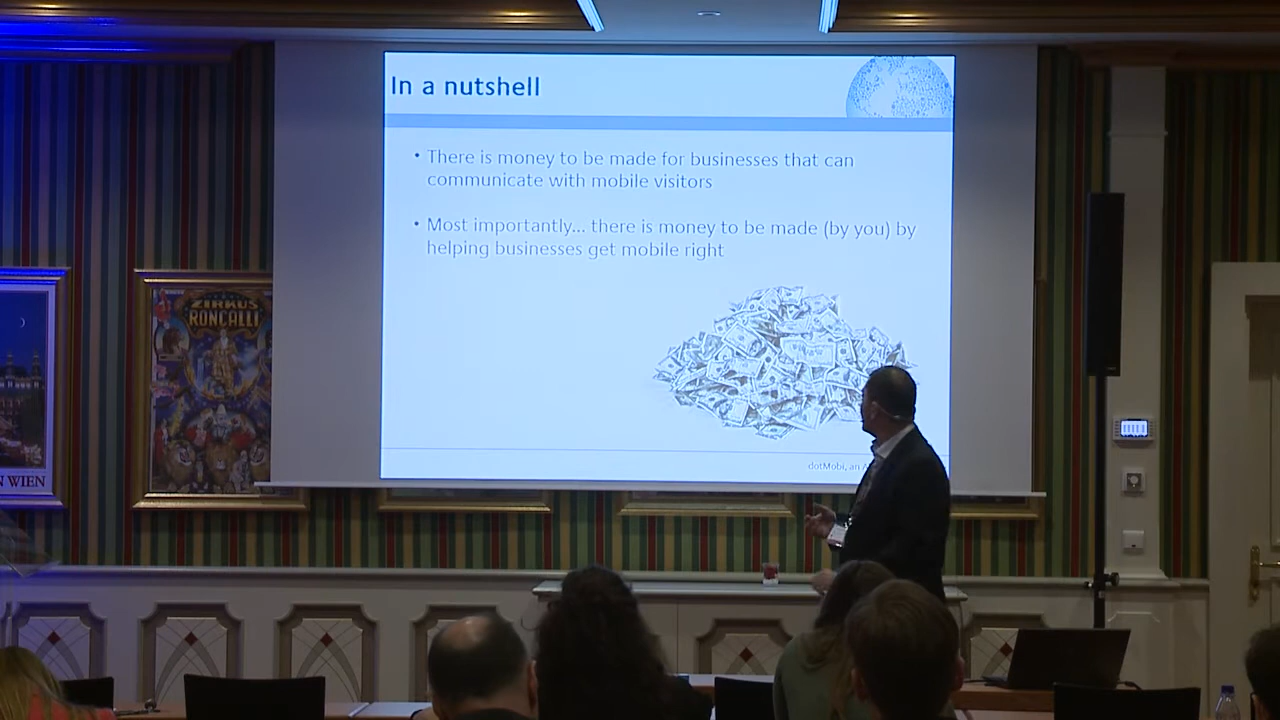 In a nutshell
• There is money to be made for businesses that can
communicate with mobile visitors
• Most importantly... there is money to be made (by you) by
helping businesses get mobile right
dotMobi, an
ZIRKUS
RONCALLI
WIEN